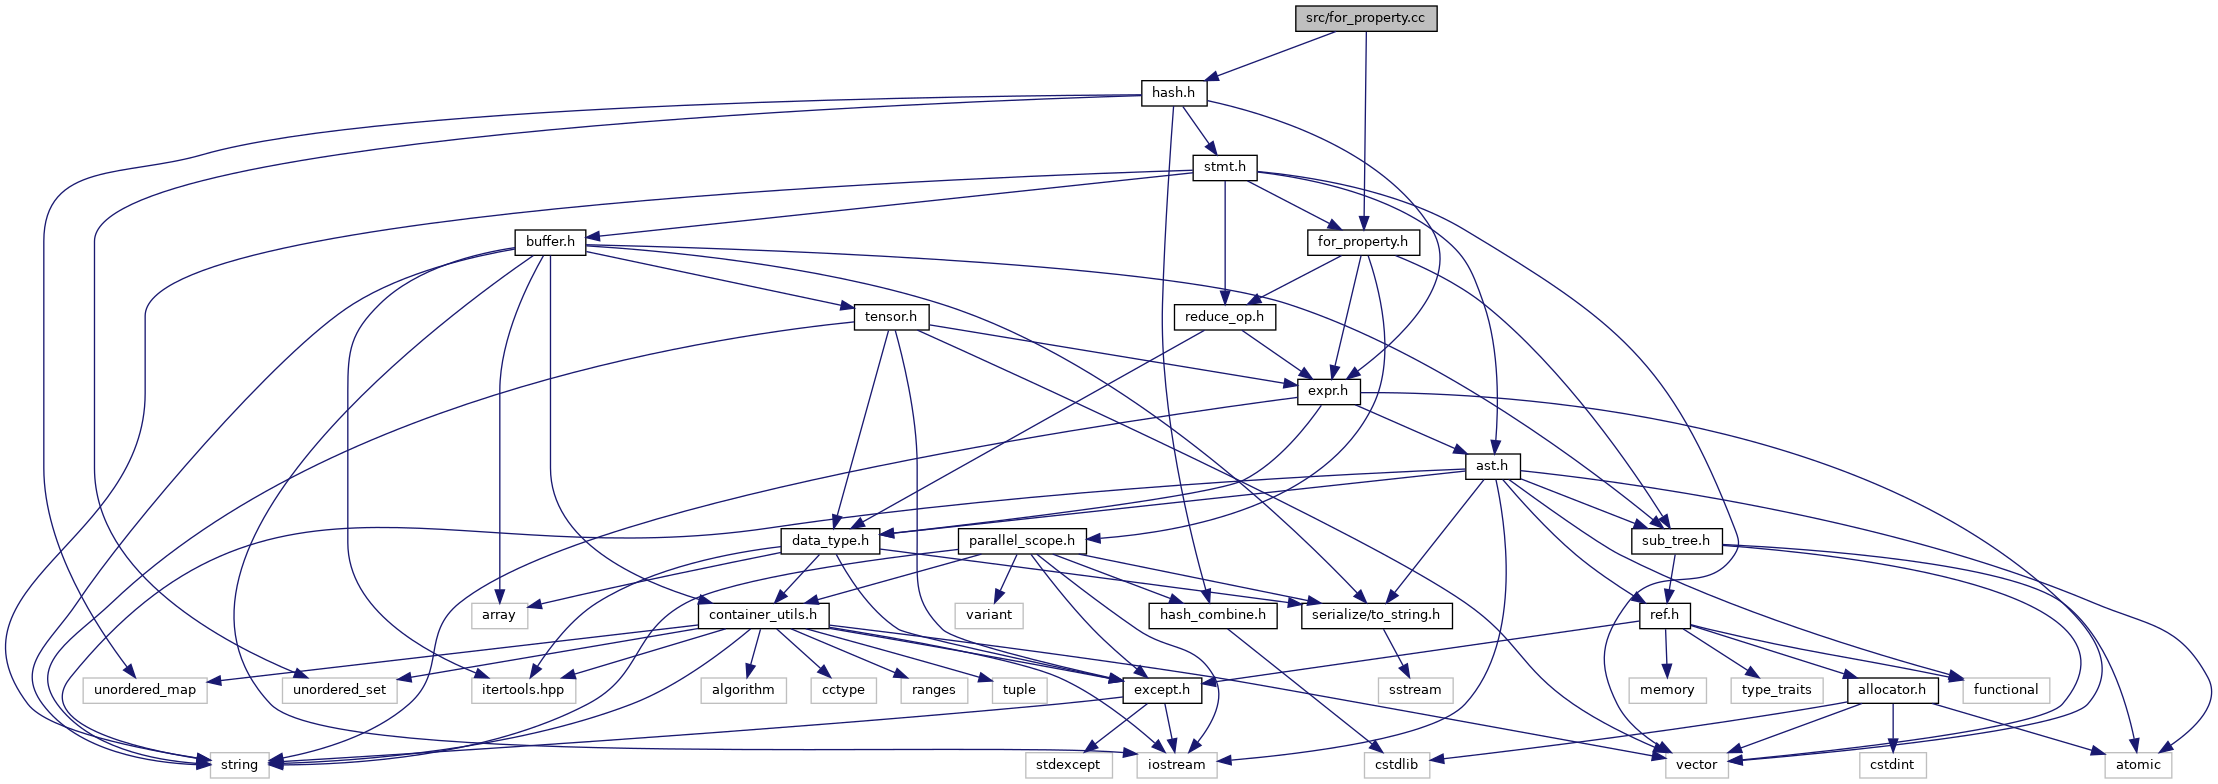 src/for_property.cc
hash.h
stmt.h
buffer.h
for_property.h
tensor.h
reduce_op.h
expr.h
ast.h
data_type.h
parallel_scope.h
sub_tree.h
array
container_utils.h
variant
hash_combine.h
serialize/to_string.h
ref.h
unordered_map
unordered_set
itertools.hpp
algorithm
cctype
ranges
tuple
except.h
sstream
memory
type_traits
allocator.h
functional
string
stdexcept
iostream
cstdlib
vector
cstdint
atomic